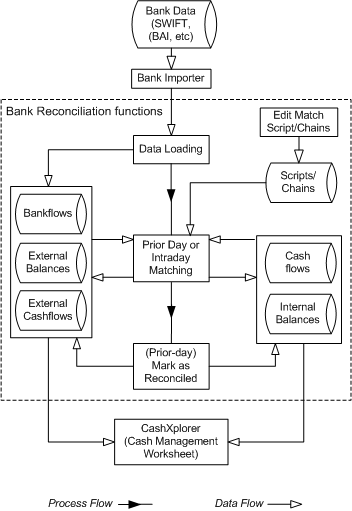 Bank Data
(SWIFT,
(BAI, etc)
Bank Importer
Bank Reconciliation functions
Edit Match
Script/Chains
Data Loading
Scripts/
Chains
Bankflows
External
Balances
External
Cashflows
Prior Day or
Intraday
Matching
Cash
flows
Internal
Balances
(Prior-day)
Mark as
Reconciled
CashXplorer
(Cash Management
Worksheet)
Process Flow
Data Flow